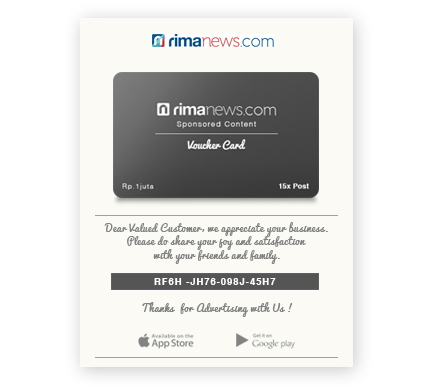 rimanews.com
rimanews.com
Sponsored Content
Voucher Card
Rp.1juta 15x Post
Dear Valued Customer, we appreciate your business.
Please do share your joy and satisfaction
with your friends and family.
RF6H -JH76-098J-45H7
Thanks for Advertising with Us !
Available on the
App Store
Get it on
Google play